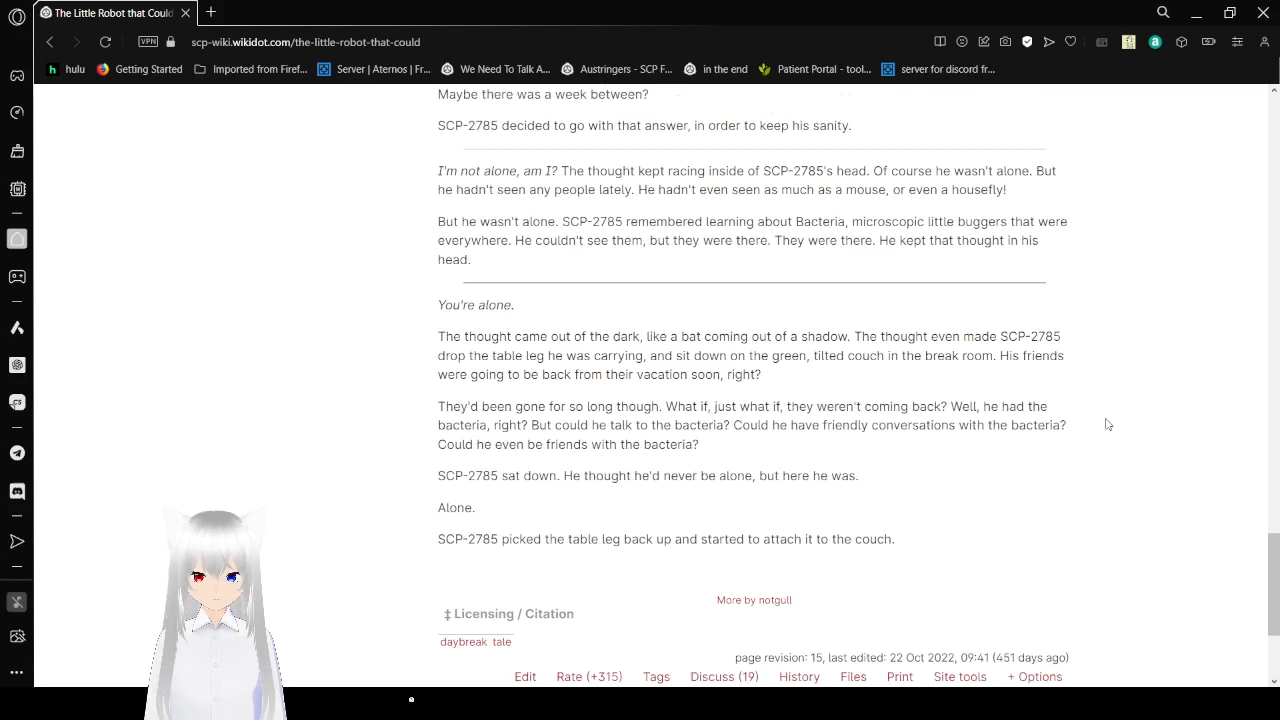 The Little Robot that Could
scp-wiki.wikidot.com/the-little-robot-that-could
VPN
hulu
Getting Started
Imported from Firef...
Server | Aternos | Fr...
We Need To Talk A...
Austringers - SCP F...
in the end
Patient Portal - tool...
server for discord fr...
Maybe there was a week between?
SCP-2785 decided to go with that answer, in order to keep his sanity.
I'm not alone, am I? The thought kept racing inside of SCP-2785's head. Of course he wasn't alone. But
he hadn't seen any people lately. He hadn't even seen as much as a mouse, or even a housefly!
But he wasn't alone. SCP-2785 remembered learning about Bacteria, microscopic little buggers that were
everywhere. He couldn't see them, but they were there. They were there. He kept that thought in his
head.
You're alone.
The thought came out of the dark, like a bat coming out of a shadow. The thought even made SCP-2785
drop the table leg he was carrying, and sit down on the green, tilted couch in the break room. His friends
were going to be back from their vacation soon, right?
They'd been gone for so long though. What if, just what if, they weren't coming back? Well, he had the
bacteria, right? But could he talk to the bacteria? Could he have friendly conversations with the bacteria?
Could he even be friends with the bacteria?
SCP-2785 sat down. He thought he'd never be alone, but here he was.
Alone.
SCP-2785 picked the table leg back up and started to attach it to the couch.
More by notgull
‡ Licensing / Citation
daybreak tale
page revision: 15, last edited: 22 Oct 2022, 09:41 (451 days ago)
Edit Rate (+315) Tags Discuss (19) History Files Print Site tools + Options